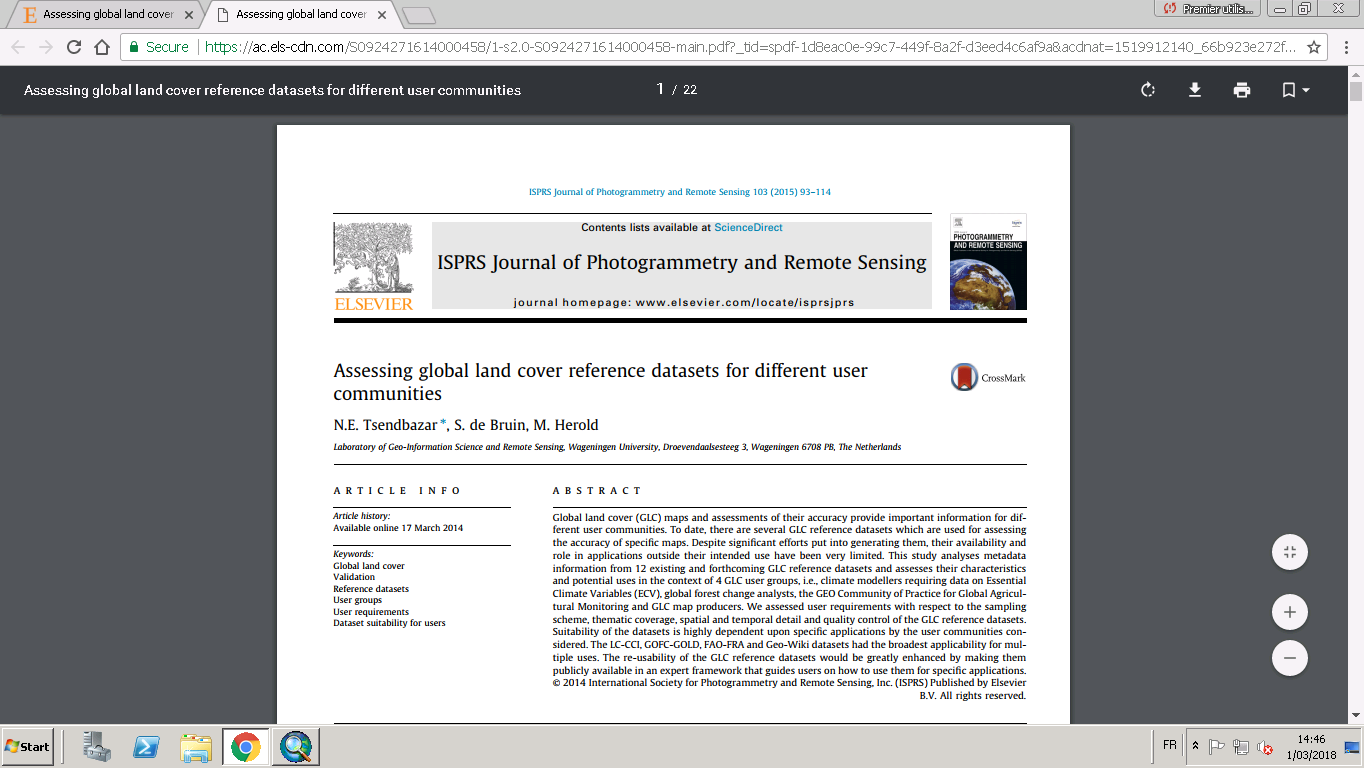 Assessing global land cover
Assessing global land cover
Premier utilis...
Secure
https://ac.els-cdn.com/S0924271614000458/1-s2.0-S0924271614000458-main.pdf?_tid=spdf-1d8eac0e-99c7-449f-8a2f-d3eed4c6af9a&acdnat=1519912140_66b923e272f...
Assessing global land cover reference datasets for different user communities
1 / 22
ISPRS Journal of Photogrammetry and Remote Sensing 103 (2015) 93–114
Contents lists available at ScienceDirect
ISPRS Journal of Photogrammetry and Remote Sensing
journal homepage: www.elsevier.com/locate/isprsjprs
ELSEVIER
PHOTOGRAMMETRY
AND REMOTE SENSING
Assessing global land cover reference datasets for different user
communities
CrossMark
N.E. Tsendbazar *, S. de Bruin, M. Herold
Laboratory of Geo-Information Science and Remote Sensing, Wageningen University, Droevendaalsesteeg 3, Wageningen 6708 PB, The Netherlands
ARTICLE INFO
Article history:
Available online 17 March 2014
Keywords:
Global land cover
Validation
Reference datasets
User groups
User requirements
Dataset suitability for users
ABSTRACT
Global land cover (GLC) maps and assessments of their accuracy provide important information for dif-
ferent user communities. To date, there are several GLC reference datasets which are used for assessing
the accuracy of specific maps. Despite significant efforts put into generating them, their availability and
role in applications outside their intended use have been very limited. This study analyses metadata
information from 12 existing and forthcoming GLC reference datasets and assesses their characteristics
and potential uses in the context of 4 GLC user groups, i.e., climate modellers requiring data on Essential
Climate Variables (ECV), global forest change analysts, the GEO Community of Practice for Global Agricul-
tural Monitoring and GLC map producers. We assessed user requirements with respect to the sampling
scheme, thematic coverage, spatial and temporal detail and quality control of the GLC reference datasets.
Suitability of the datasets is highly dependent upon specific applications by the user communities con-
sidered. The LC-CCI, GOFC-GOLD, FAO-FRA and Geo-Wiki datasets had the broadest applicability for mul-
tiple uses. The re-usability of the GLC reference datasets would be greatly enhanced by making them
publicly available in an expert framework that guides users on how to use them for specific applications.
© 2014 International Society for Photogrammetry and Remote Sensing, Inc. (ISPRS) Published by Elsevier
B.V. All rights reserved.
Start
FR
14:46
1/03/2018